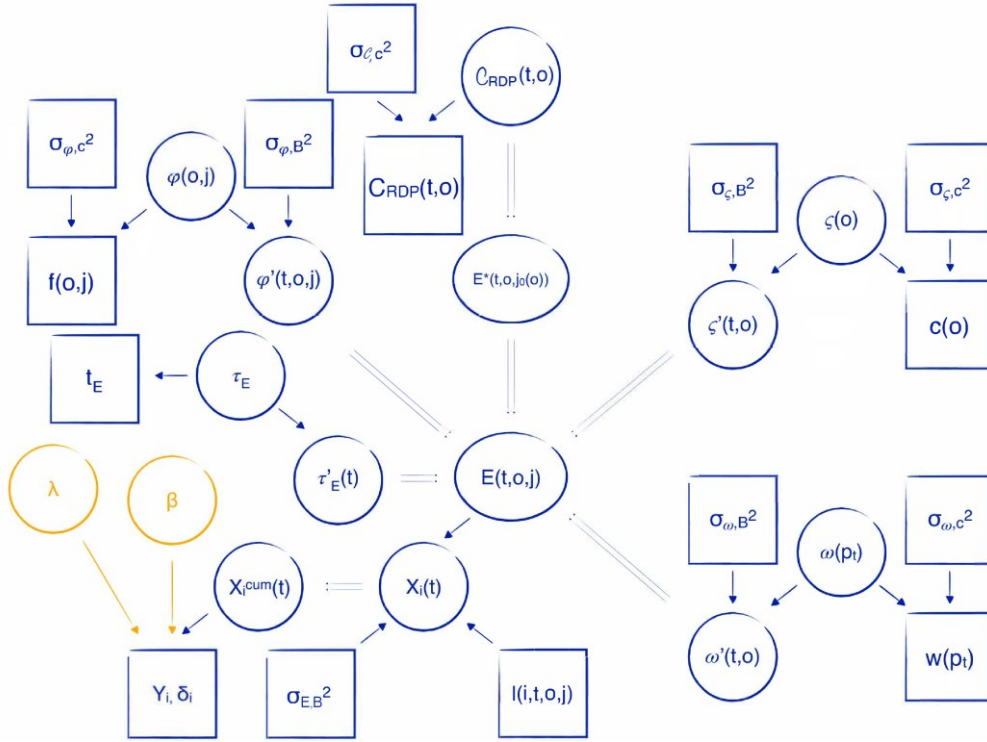 σ𝒞,c²
𝒞RDP(t,o)
σφ,c²
φ(o,j)
σφ,B²
CRDP(t,o)
σς,B²
ς(o)
σς,c²
f(o,j)
φ'(t,o,j)
E*(t,o,j₀(o))
ς'(t,o)
c(o)
tE
τE
τ'E(t)
E(t,o,j)
λ
β
σω,B²
ω(pt)
σω,c²
Xicum(t)
Xi(t)
ω'(t,o)
w(pt)
Yi, δi
σE,B²
I(i,t,o,j)